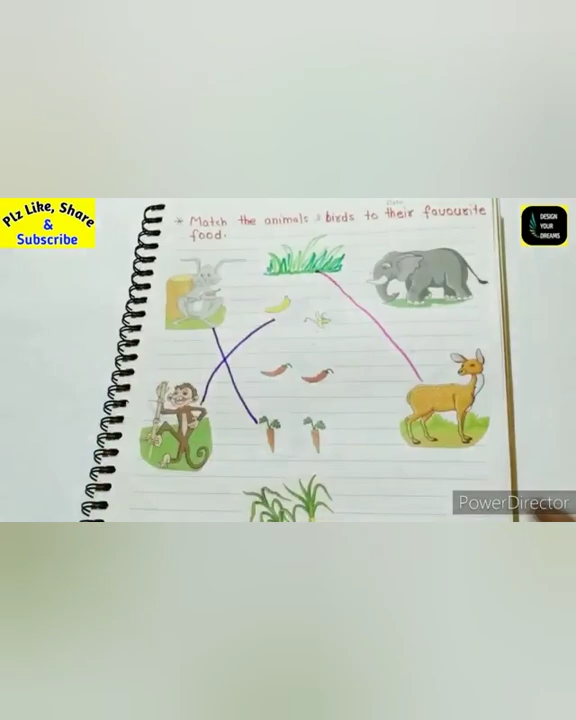 Plz Like, Share
&
Subscribe
DESIGN
YOUR
DREAMS
Date
* Match the animals & birds to their favourite
food.
PowerDirector